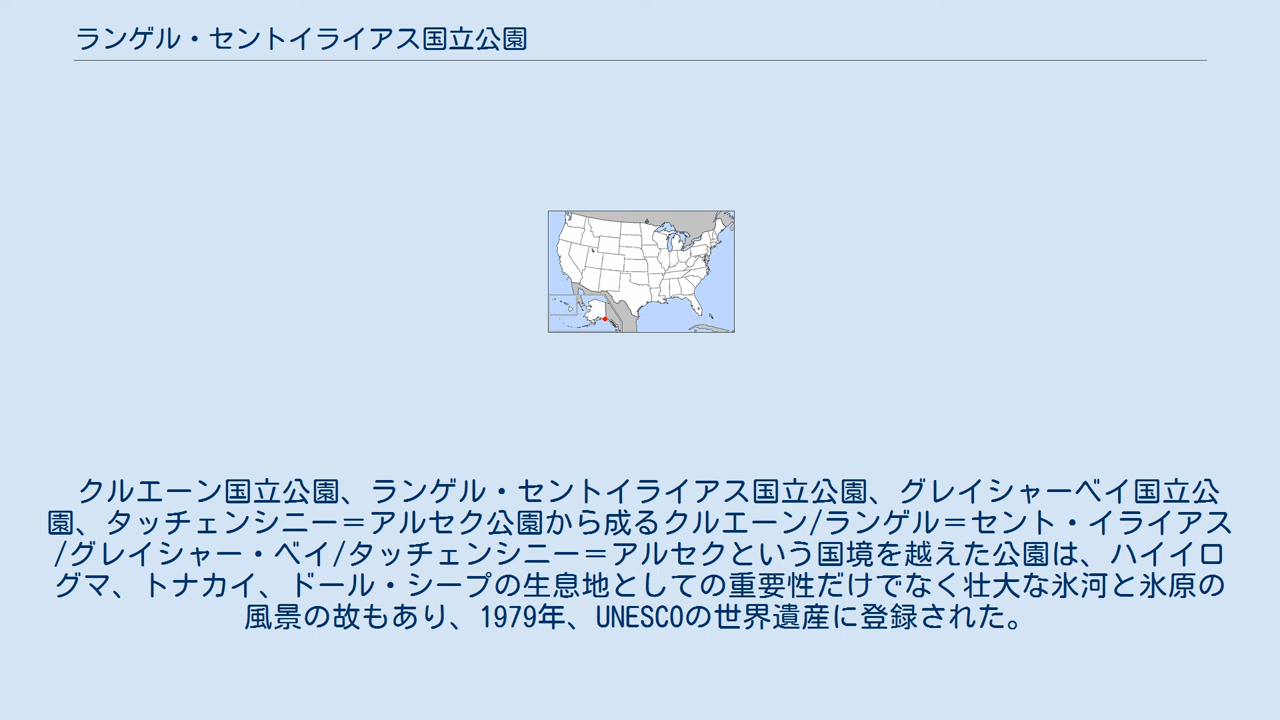 ランゲル・セントイライアス国立公園
クルエーン国立公園、ランゲル・セントイライアス国立公園、グレイシャーベイ国立公
園、タッチェンシニー＝アルセク公園から成るクルエーン/ランゲル＝セント・イライアス
/グレイシャー・ベイ/タッチェンシニー＝アルセクという国境を越えた公園は、ハイイロ
グマ、トナカイ、ドール・シープの生息地としての重要性だけでなく壮大な氷河と氷原の
風景の故もあり、1979年、UNESCOの世界遺産に登録された。